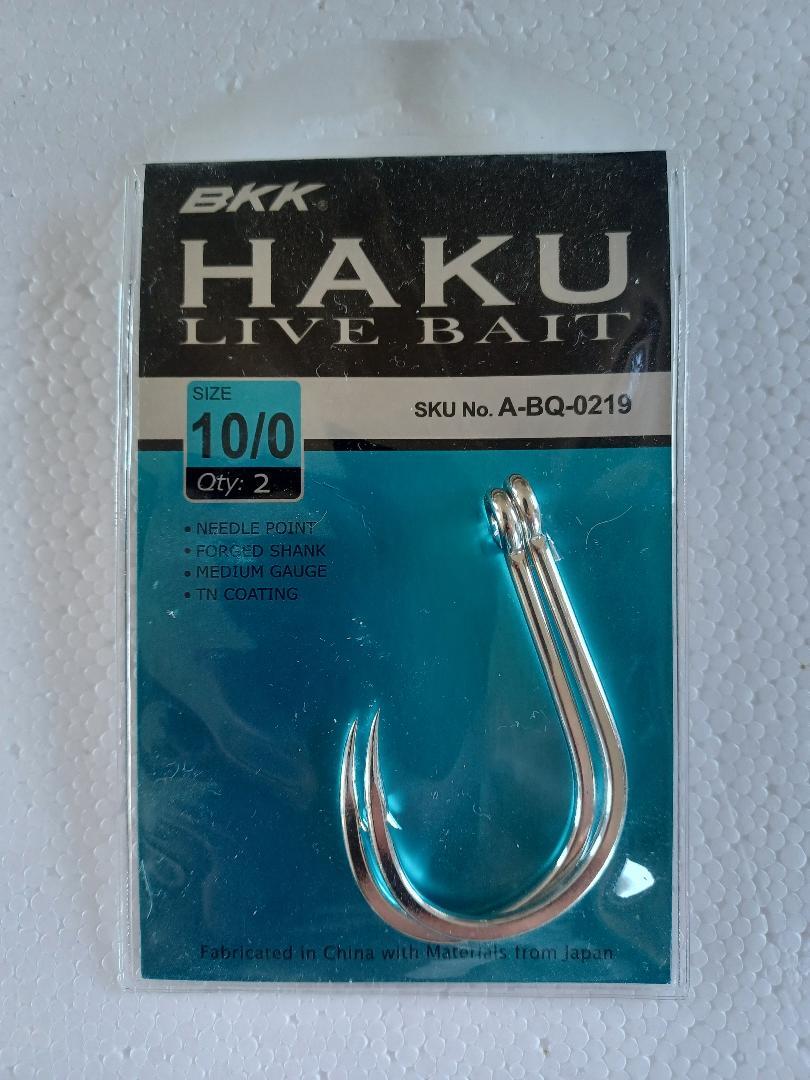 BKK®
HAKU
LIVE BAIT
SIZE
10/0
Qty: 2
SKU No. A-BQ-0219
• NEEDLE POINT
• FORGED SHANK
• MEDIUM GAUGE
• TN COATING
Fabricated in China with Materials from Japan